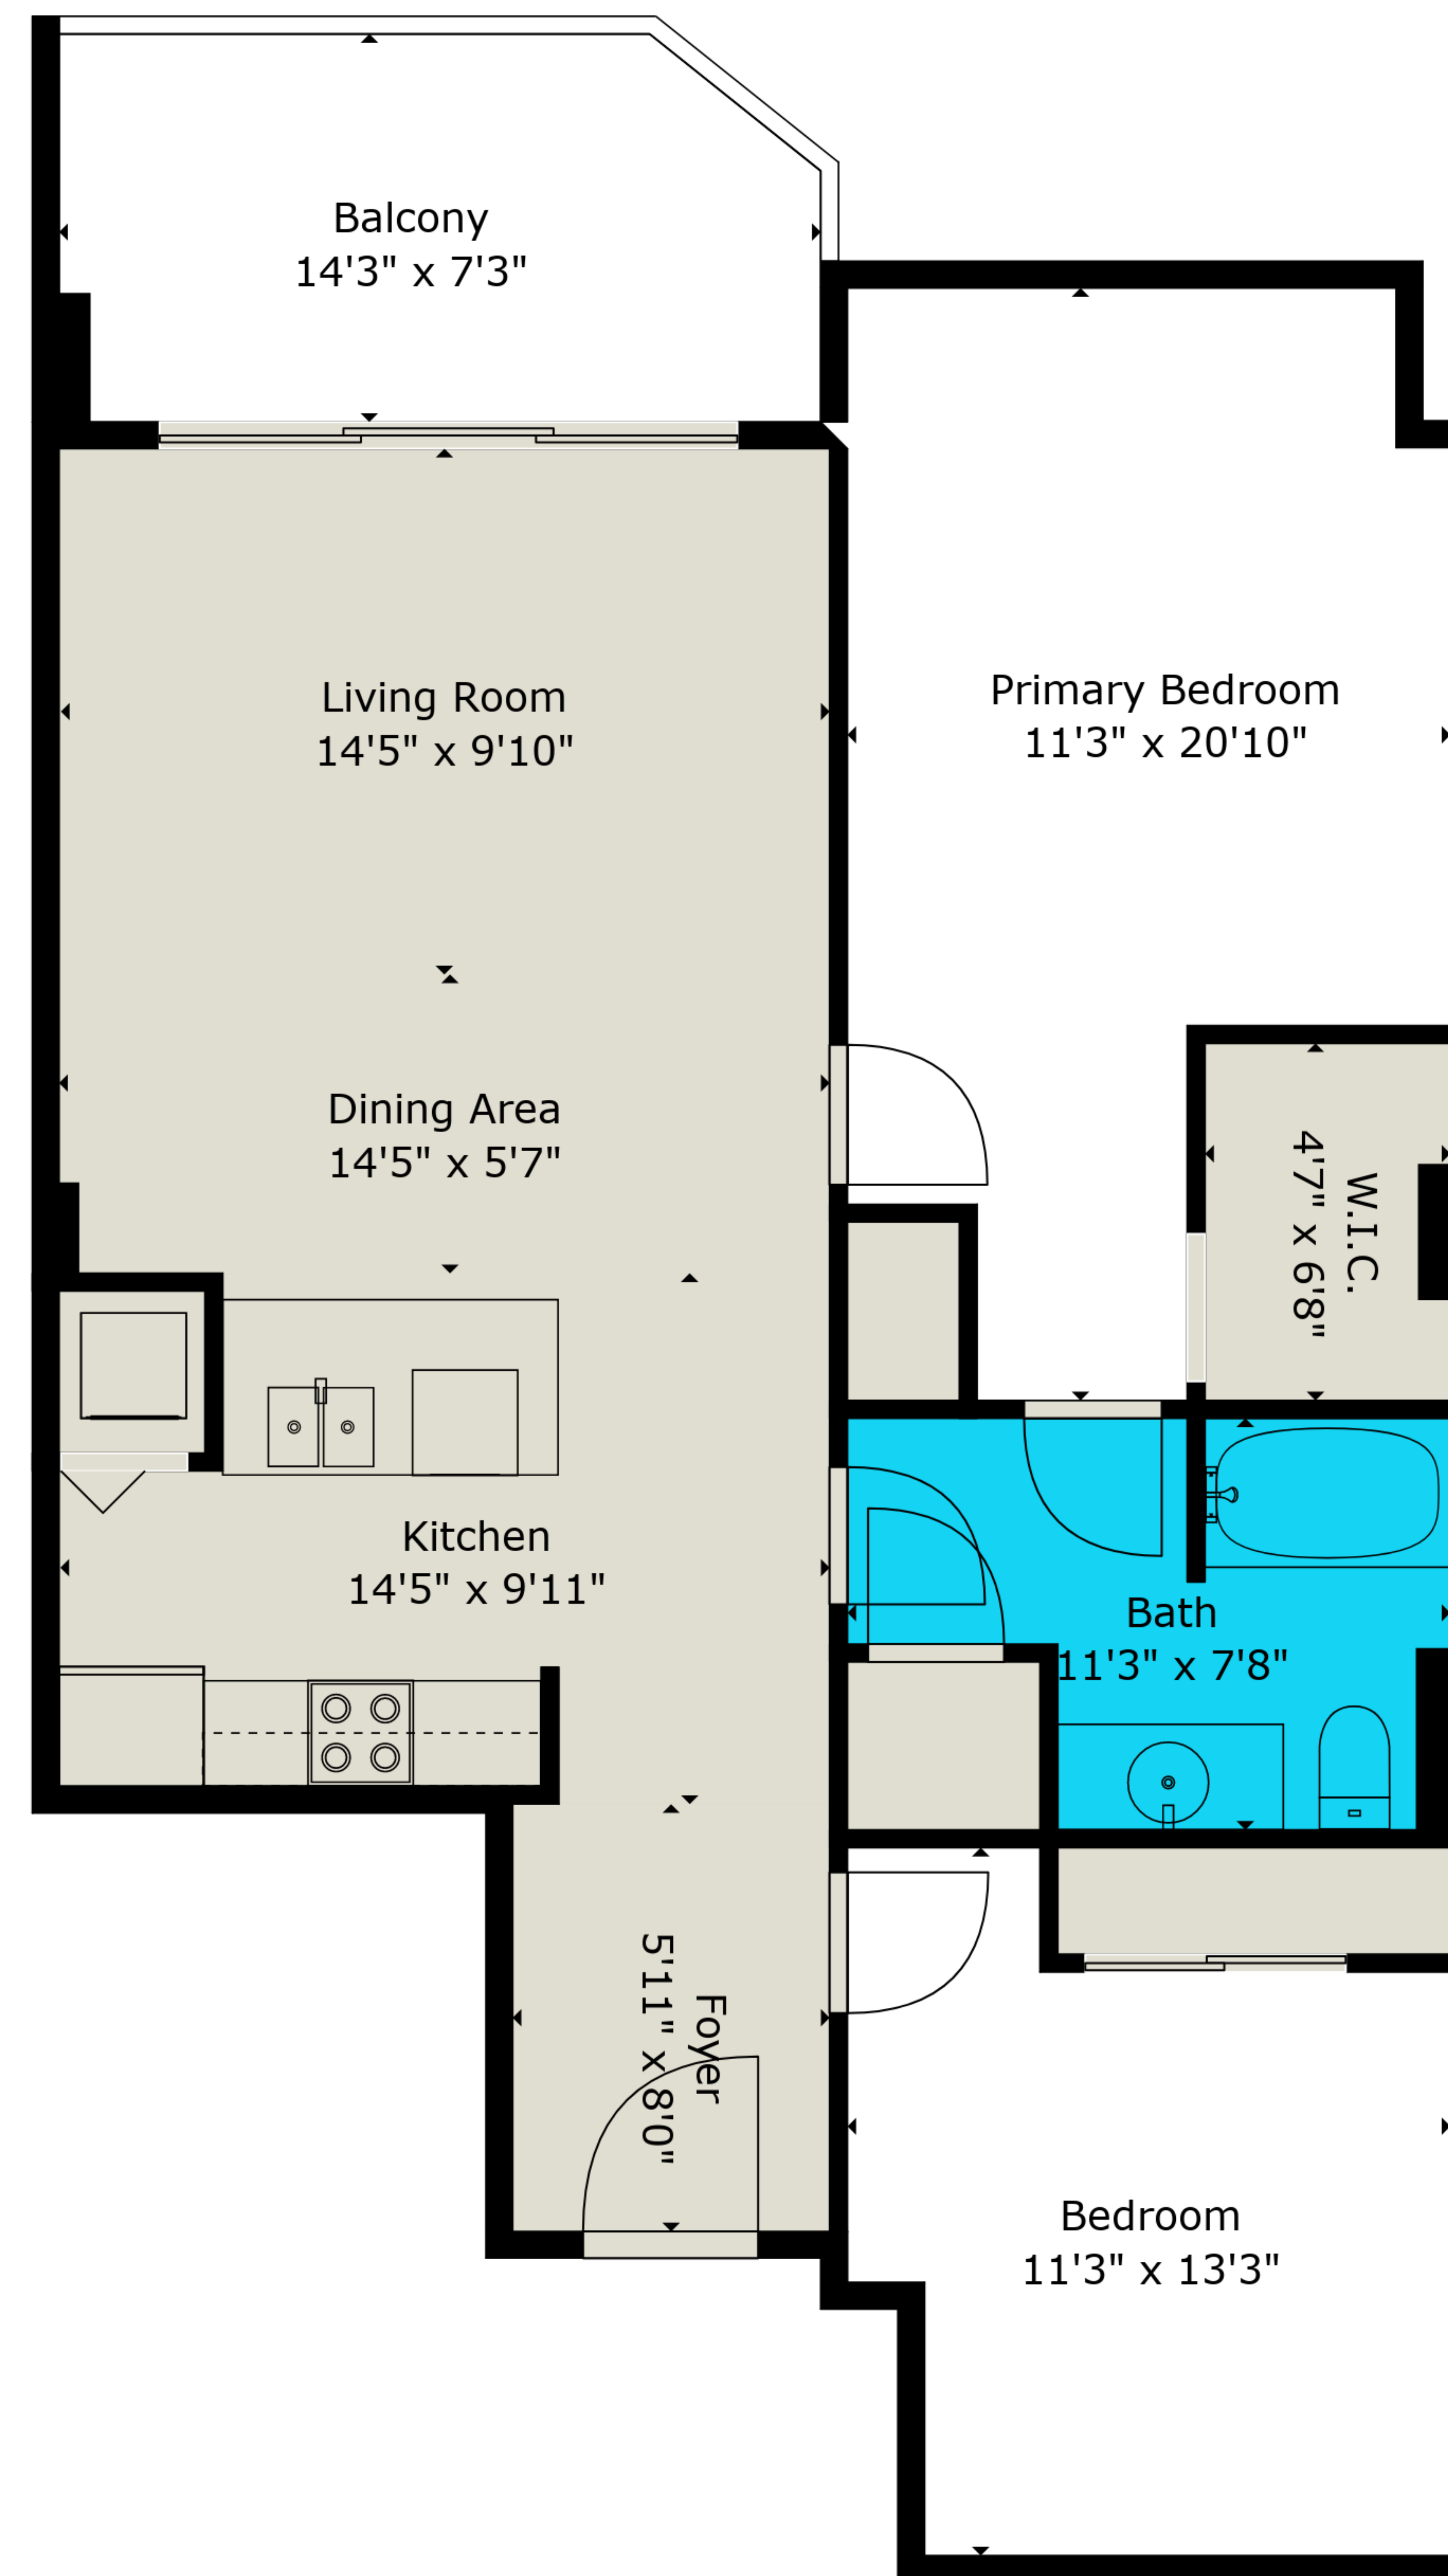 Balcony
14'3" x 7'3"
Living Room
14'5" x 9'10"
Primary Bedroom
11'3" x 20'10"
Dining Area
14'5" x 5'7"
W.I.C.
4'7" x 6'8"
Kitchen
14'5" x 9'11"
Bath
11'3" x 7'8"
Foyer
5'11" x 8'0"
Bedroom
11'3" x 13'3"